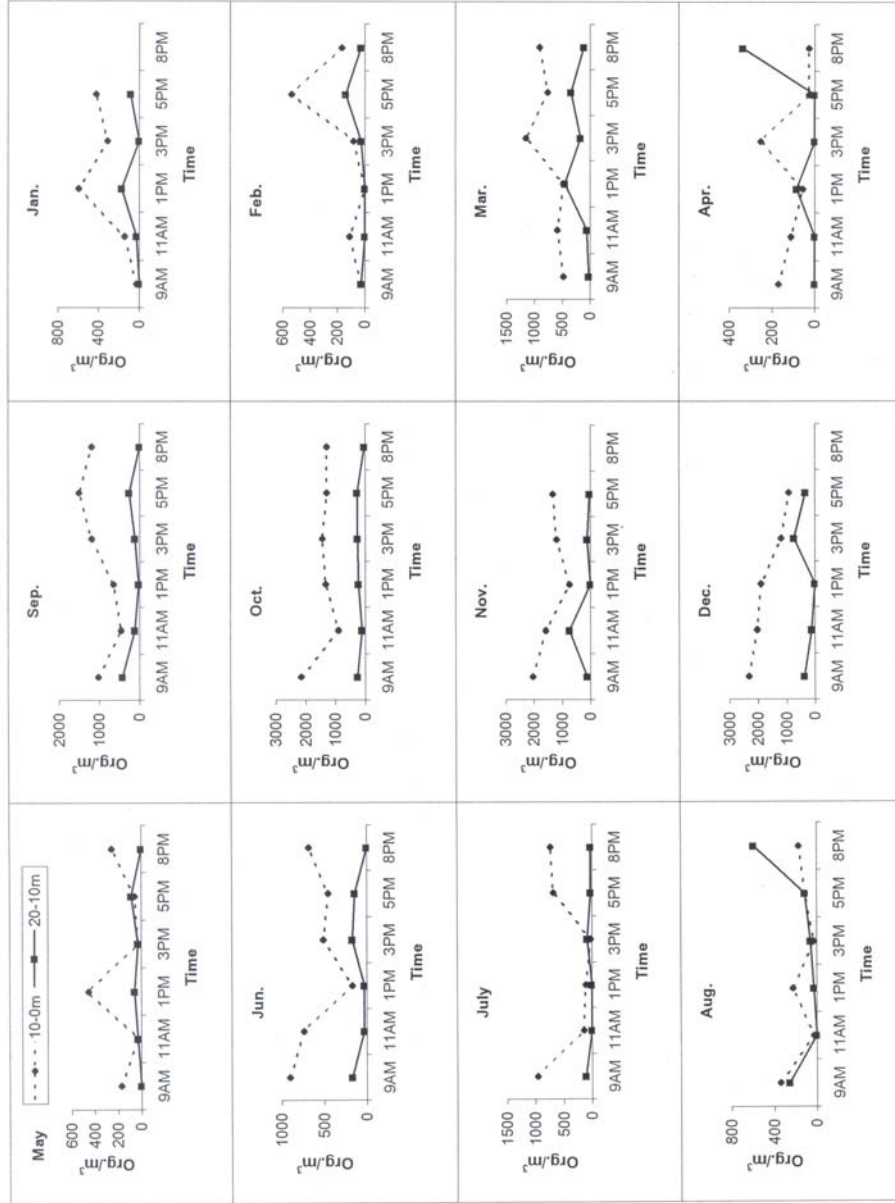 May
10-0m 20-10m
Org./m³
600
400
200
0
9AM 11AM 1PM 3PM 5PM 8PM
Time
Sep.
Org./m³
2000
1000
0
9AM 11AM 1PM 3PM 5PM 8PM
Time
Jan.
Org./m³
800
400
0
9AM 11AM 1PM 3PM 5PM 8PM
Time
Jun.
Org./m³
1000
500
0
9AM 11AM 1PM 3PM 5PM 8PM
Time
Oct.
Org./m³
3000
2000
1000
0
9AM 11AM 1PM 3PM 5PM 8PM
Time
Feb.
Org./m³
600
400
200
0
9AM 11AM 1PM 3PM 5PM 8PM
Time
July
Org./m³
1500
1000
500
0
9AM 11AM 1PM 3PM 5PM 8PM
Time
Nov.
Org./m³
3000
2000
1000
0
9AM 11AM 1PM 3PM 5PM 8PM
Time
Mar.
Org./m³
1500
1000
500
0
9AM 11AM 1PM 3PM 5PM 8PM
Time
Aug.
Org./m³
800
400
0
9AM 11AM 1PM 3PM 5PM 8PM
Time
Dec.
Org./m³
3000
2000
1000
0
9AM 11AM 1PM 3PM 5PM 8PM
Time
Apr.
Org./m³
400
200
0
9AM 11AM 1PM 3PM 5PM 8PM
Time